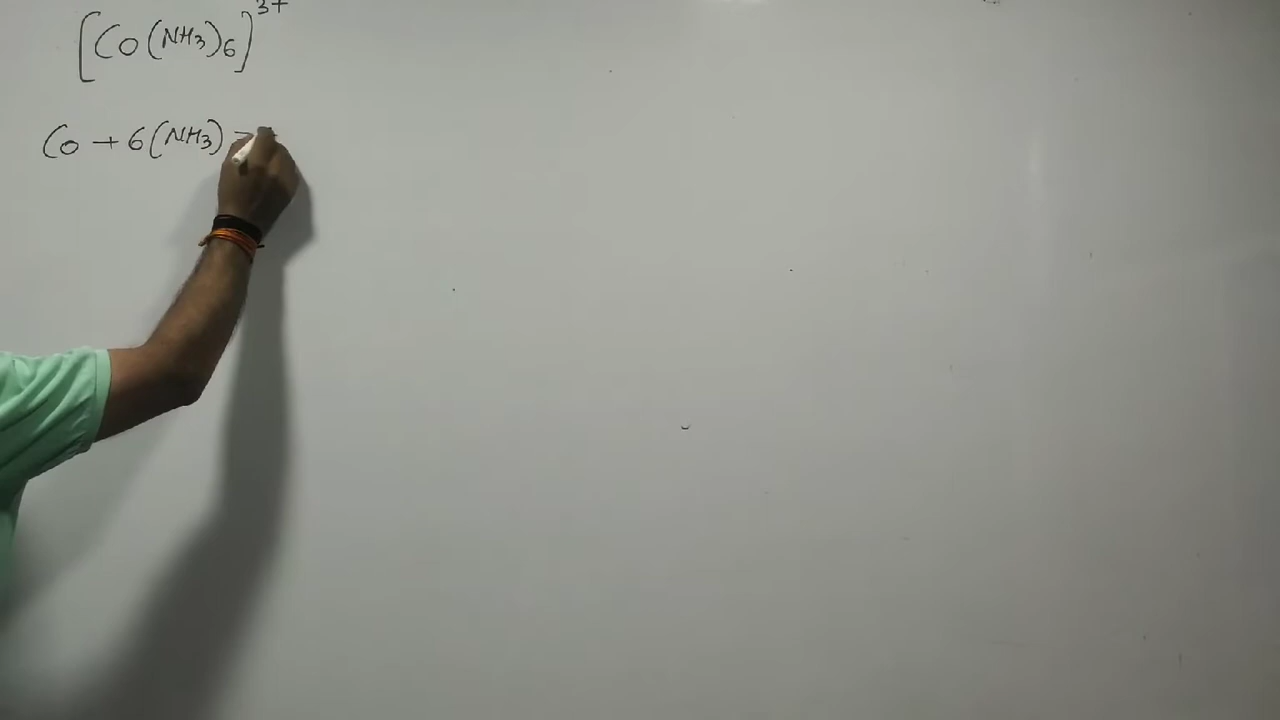 [Co(NH3)6]3+
Co + 6(NH3) =